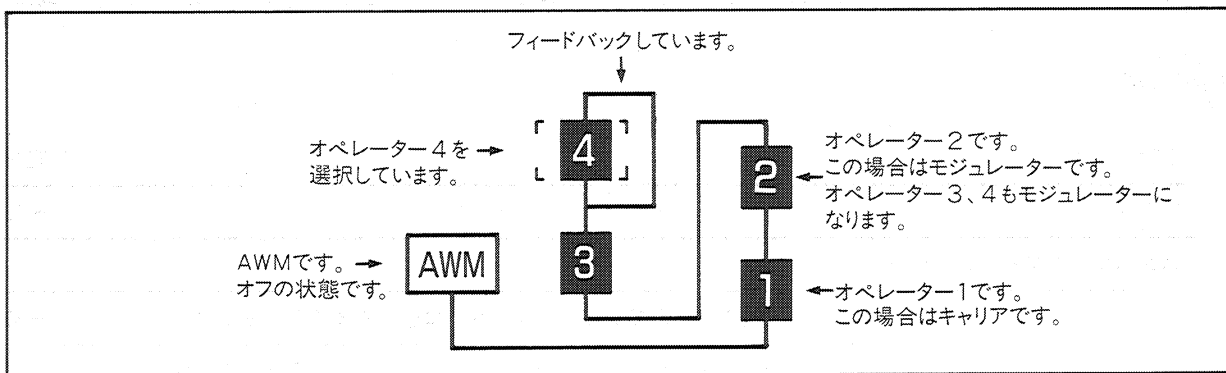 フィードバックしています。
↓
オペレーター4を →
選択しています。
4
オペレーター2です。
2
この場合はモジュレーターです。
←オペレーター3、4もモジュレーターに
なります。
AWMです。→
オフの状態です。
AWM
3
1
←オペレーター1です。
この場合はキャリアです。